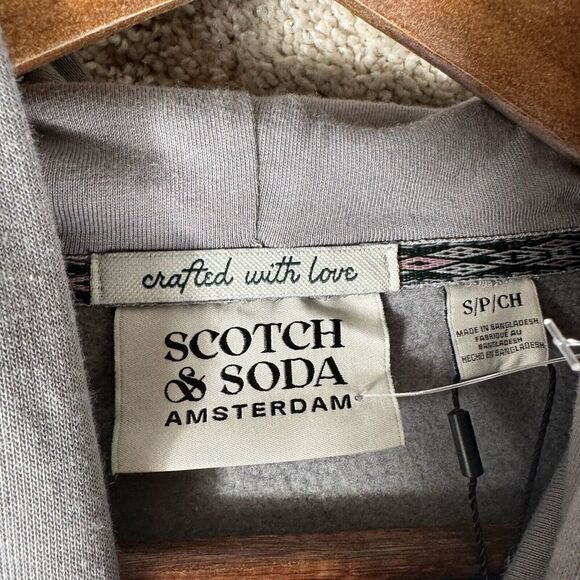 crafted with love
SCOTCH
& SODA
AMSTERDAM
S/P/CH
MADE IN BANGLADESH
FABRIQUÉ AU
BANGLADESH
HECHO EN BANGLADESH